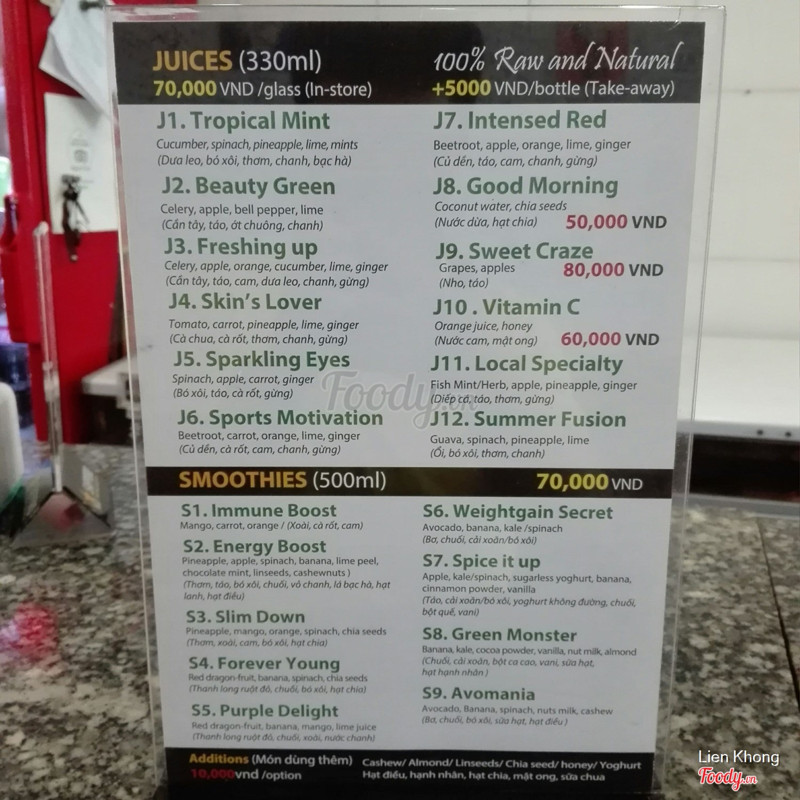 JUICES (330ml)
100% Raw and Natural
70,000 VND /glass (In-store)
+5000 VND/bottle (Take-away)
J1. Tropical Mint
Cucumber, spinach, pineapple, lime, mints
(Dưa leo, bó xôi, thơm, chanh, bạc hà)
J2. Beauty Green
Celery, apple, bell pepper, lime
(Cần tây, táo, ớt chuông, chanh)
J3. Freshing up
Celery, apple, orange, cucumber, lime, ginger
(Cần tây, táo, cam, dưa leo, chanh, gừng)
J4. Skin's Lover
Tomato, carrot, pineapple, lime, ginger
(Cà chua, cà rốt, thơm, chanh, gừng)
J5. Sparkling Eyes
Spinach, apple, carrot, ginger
(Bó xôi, táo, cà rốt, gừng)
J6. Sports Motivation
Beetroot, carrot, orange, lime, ginger
(Củ dền, cà rốt, cam, chanh, gừng)
J7. Intensed Red
Beetroot, apple, orange, lime, ginger
(Củ dền, táo, cam, chanh, gừng)
J8. Good Morning
Coconut water, chia seeds
(Nước dừa, hạt chia) 50,000 VND
J9. Sweet Craze
Grapes, apples 80,000 VND
(Nho, táo)
J10 . Vitamin C
Orange juice, honey
(Nước cam, mật ong) 60,000 VND
J11. Local Specialty
Fish Mint/Herb, apple, pineapple, ginger
(Diếp cá, táo, thơm, gừng)
J12. Summer Fusion
Guava, spinach, pineapple, lime
(Ổi, bó xôi, thơm, chanh)
Foody.vn
SMOOTHIES (500ml)
70,000 VND
S1. Immune Boost
Mango, carrot, orange / (Xoài, cà rốt, cam)
S2. Energy Boost
Pineapple, apple, spinach, banana, lime peel,
chocolate mint, linseeds, cashewnuts )
(Thơm, táo, bó xôi, chuối, vỏ chanh, lá bạc hà, hạt
lanh, hạt điều)
S3. Slim Down
Pineapple, mango, orange, spinach, chia seeds
(Thơm, xoài, cam, bó xôi, hạt chia)
S4. Forever Young
Red dragon-fruit, banana, spinach, chia seeds
(Thanh long ruột đỏ, chuối, bó xôi, hạt chia)
S5. Purple Delight
Red dragon-fruit, banana, mango, lime juice
(Thanh long ruột đỏ, chuối, xoài, nước chanh)
S6. Weightgain Secret
Avocado, banana, kale /spinach
(Bơ, chuối, cải xoăn/bó xôi)
S7. Spice it up
Apple, kale/spinach, sugarless yoghurt, banana,
cinnamon powder, vanilla
(Táo, cải xoăn/bó xôi, yoghurt không đường, chuối,
bột quế, vani)
S8. Green Monster
Banana, kale, cocoa powder, vanilla, nut milk, almond
(Chuối, cải xoăn, bột ca cao, vani, sữa hạt,
hạt hạnh nhân )
S9. Avomania
Avocado, Banana, spinach, nuts milk, cashew
(Bơ, chuối, bó xôi, sữa hạt, hạt điều )
Additions (Món dùng thêm)
10,000vnd /option
Cashew/ Almond/ Linseeds/ Chia seed/ honey/ Yoghurt
Hạt điều, hạnh nhân, hạt chia, mật ong, sữa chua
Lien Khong
Foody.vn